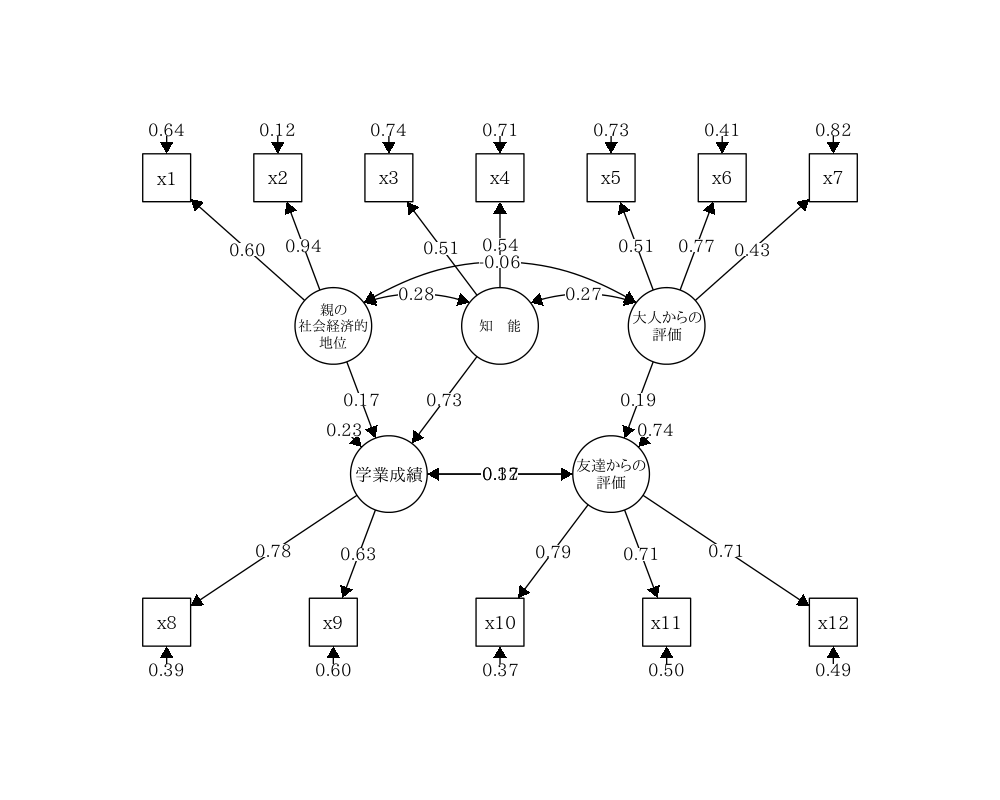 0.64 0.12 0.74 0.71 0.73 0.41 0.82
x1 x2 x3 x4 x5 x6 x7
0.60 0.94 0.51 0.54 0.51 0.77 0.43
-0.06
0.28 0.27
親の
社会経済的
地位
知　能
大人からの
評価
0.17 0.73 0.19
0.23 0.74
学業成績
友達からの
評価
0.78 0.63 0.79 0.71 0.71
x8 x9 x10 x11 x12
0.39 0.60 0.37 0.50 0.49